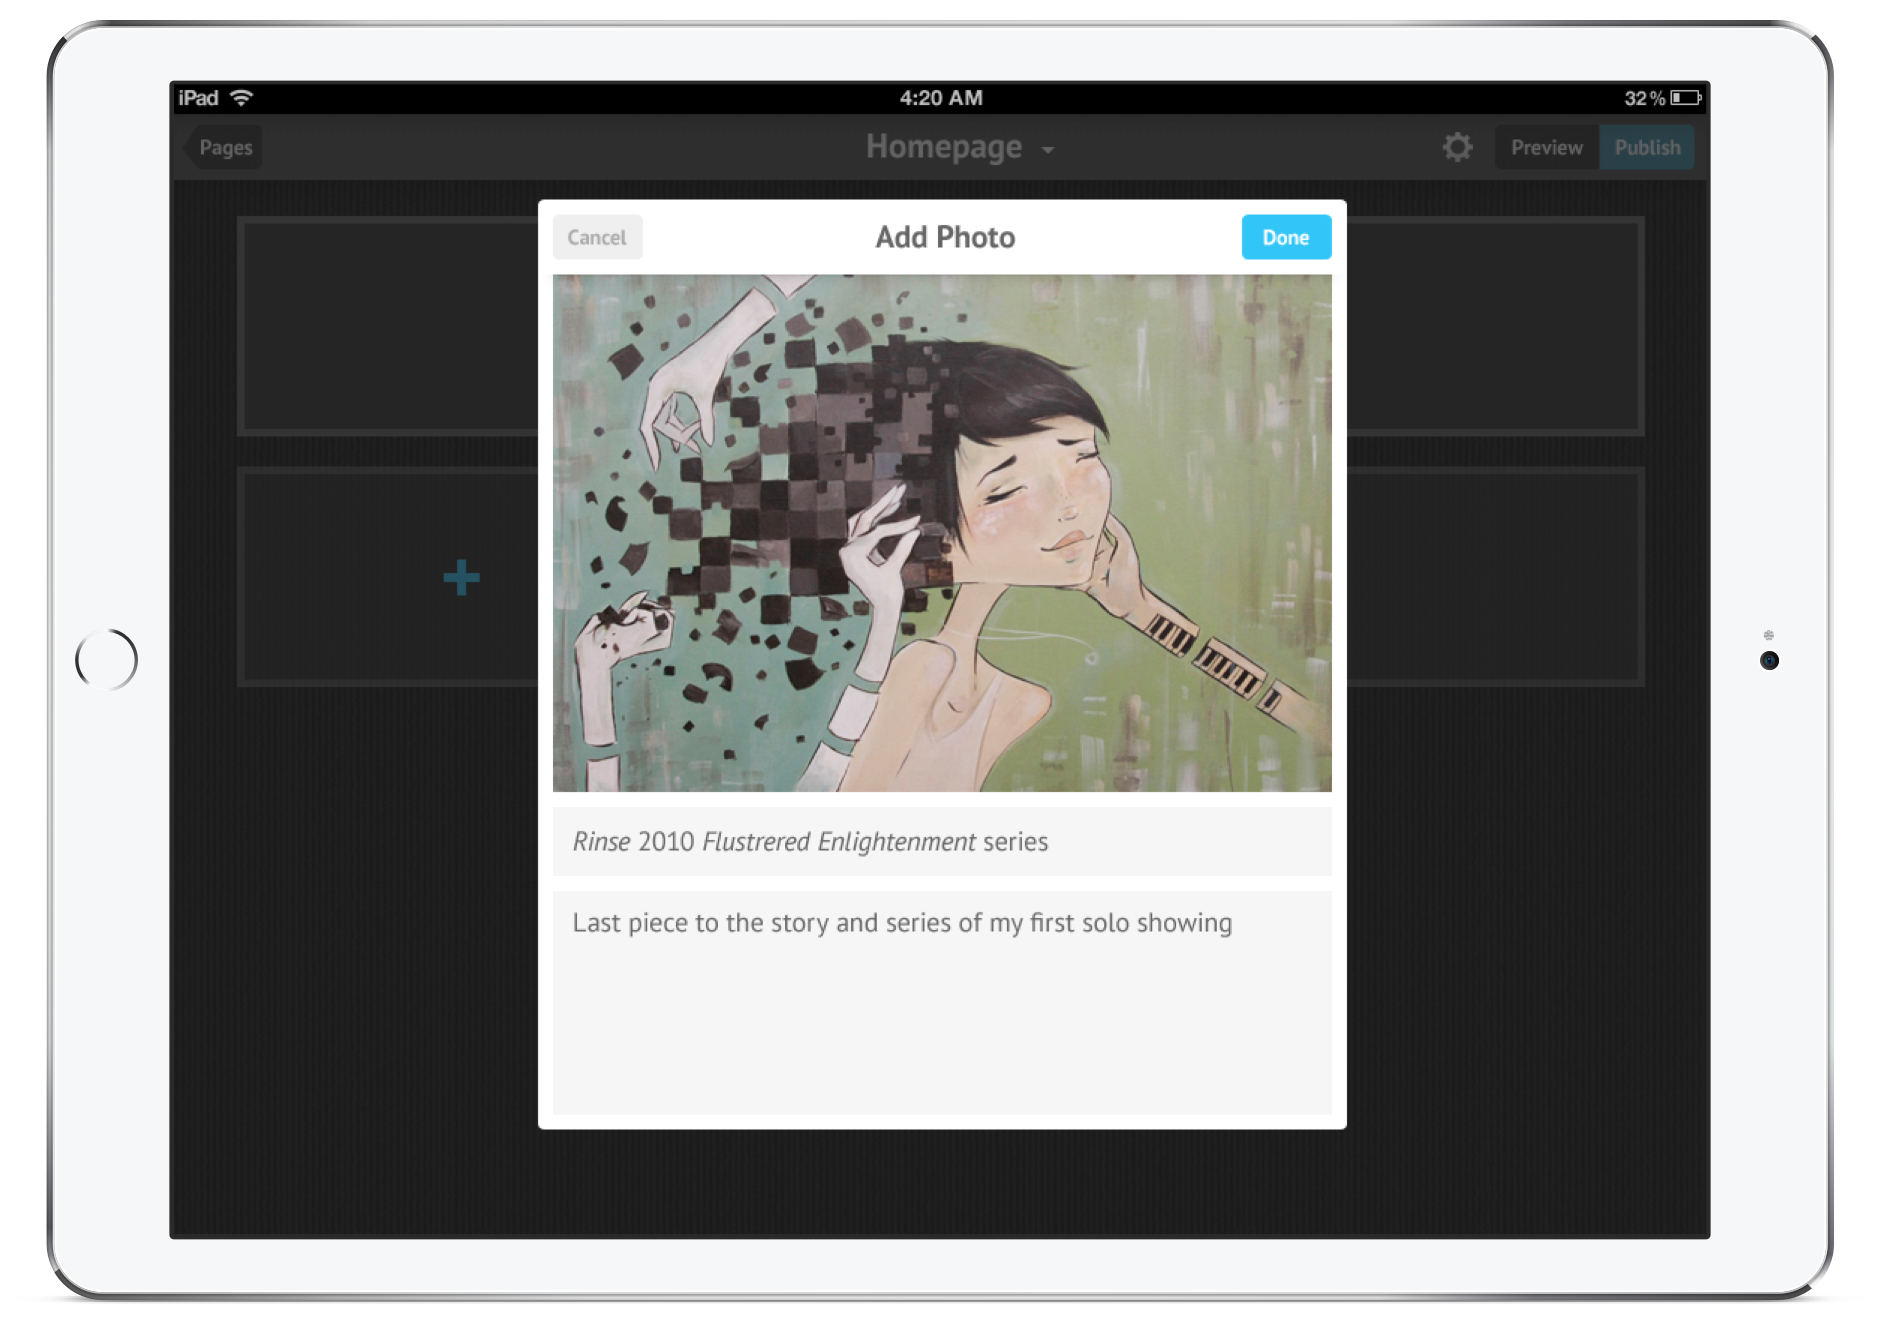 iPad 4:20 AM 32%
Pages Homepage Preview Publish
Cancel Add Photo Done
Rinse 2010 Flustrered Enlightenment series
Last piece to the story and series of my first solo showing